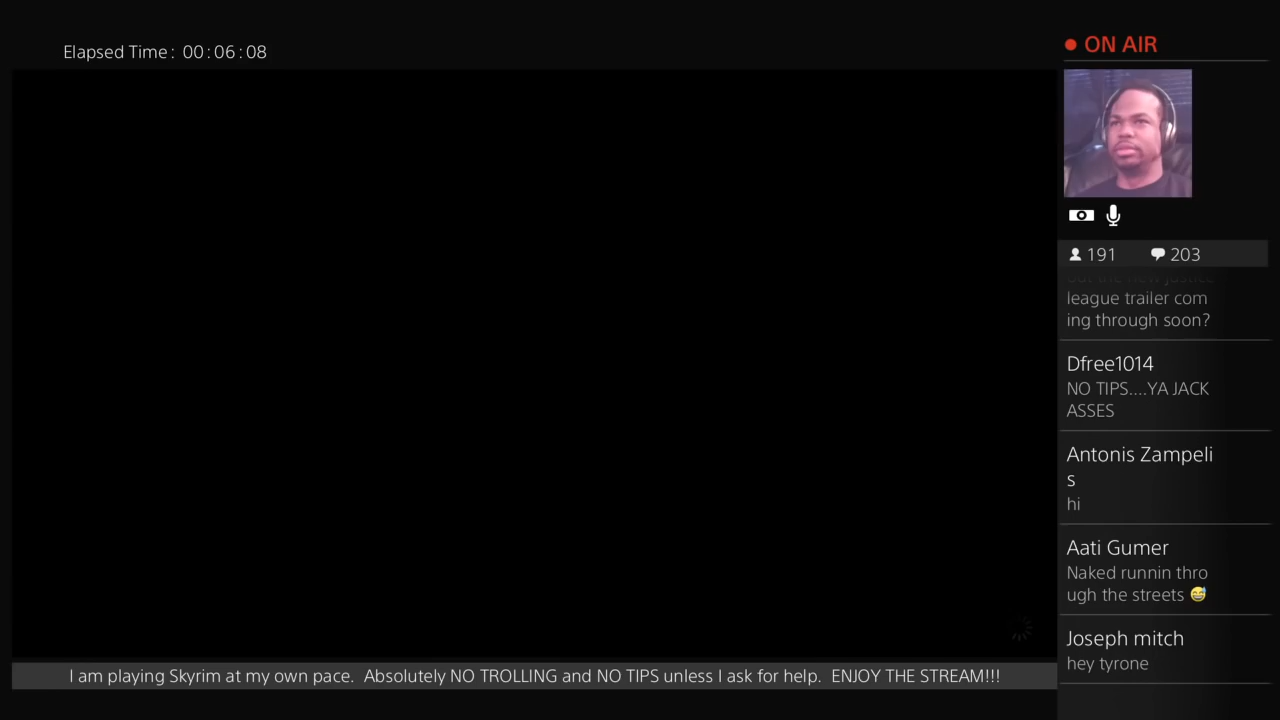 Elapsed Time: 00:06:08
ON AIR
191 203
league trailer com
ing through soon?
Dfree1014
NO TIPS....YA JACK
ASSES
Antonis Zampeli
s
hi
Aati Gumer
Naked runnin thro
ugh the streets 😅
Joseph mitch
hey tyrone
I am playing Skyrim at my own pace. Absolutely NO TROLLING and NO TIPS unless I ask for help. ENJOY THE STREAM!!!